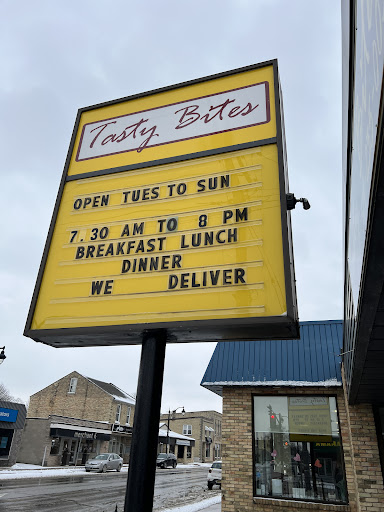 Tasty Bites
OPEN TUES TO SUN
7.30 AM TO 8 PM
BREAKFAST LUNCH
DINNER
WE DELIVER